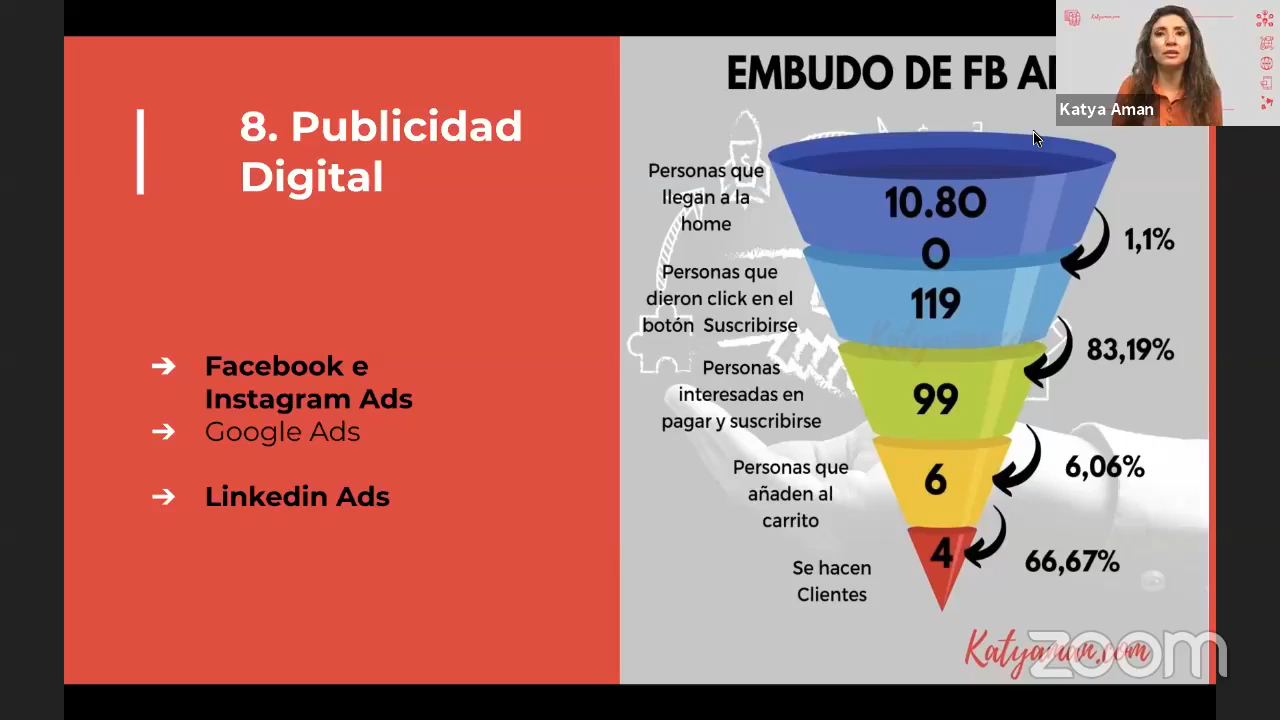 8. Publicidad
Digital
➔ Facebook e
Instagram Ads
➔ Google Ads
➔ Linkedin Ads
EMBUDO DE FB
Katya Aman
Personas que
llegan a la
home
10.80
0
1,1%
Personas que
dieron click en el
botón Suscribirse
119
83,19%
Personas
interesadas en
pagar y suscribirse
99
6,06%
Personas que
añaden al
carrito
6
66,67%
Se hacen
Clientes
4
Katyaman.com
zoom